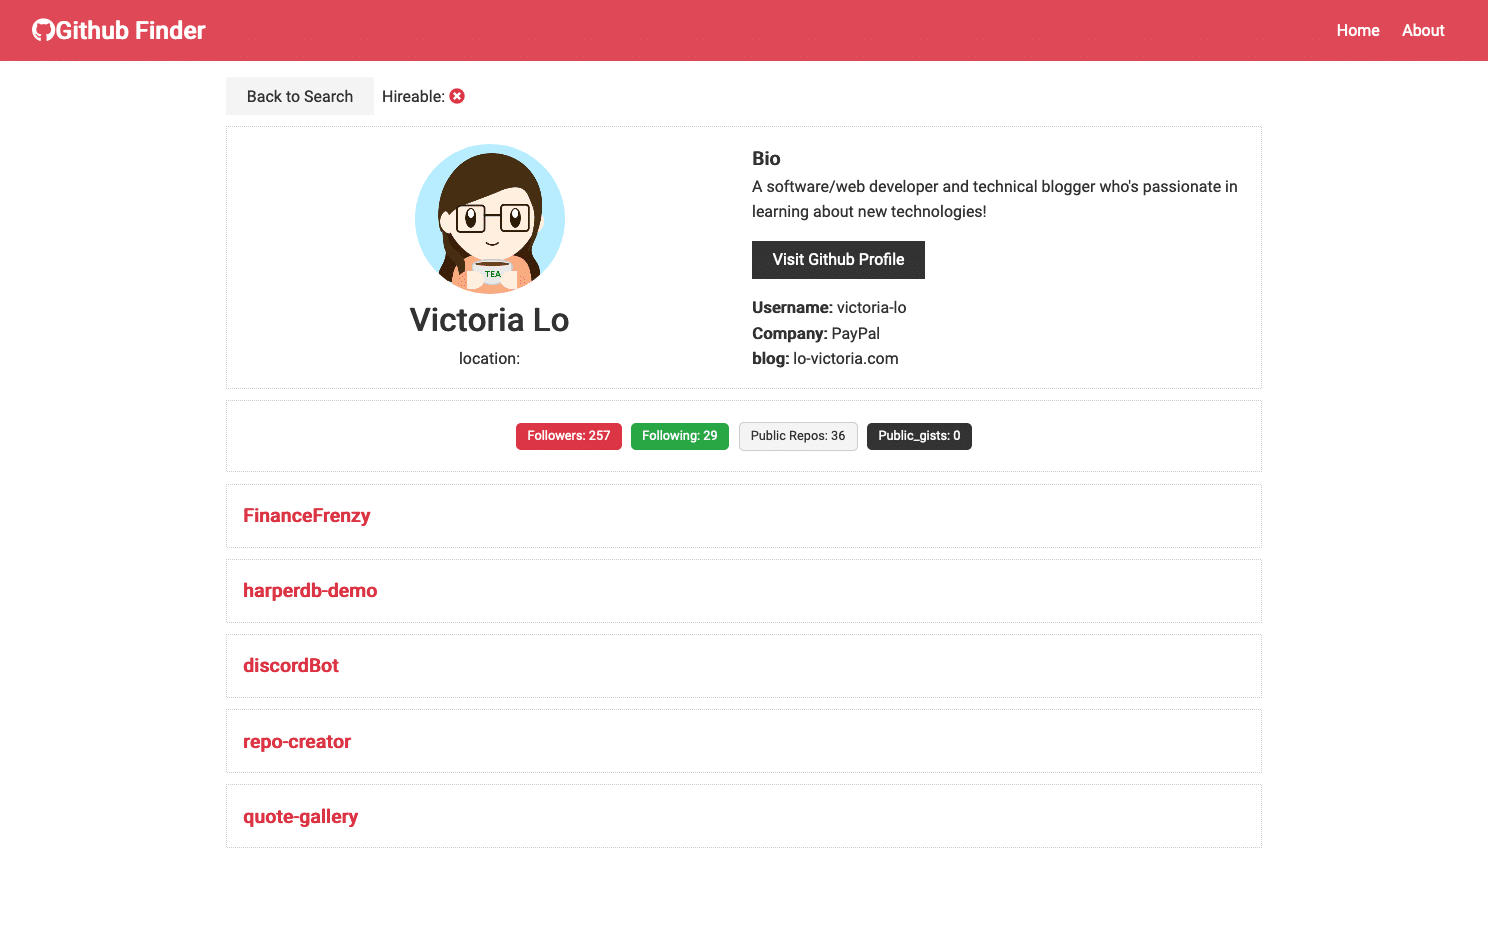 Github Finder
Home About
Back to Search Hireable:
TEA
Victoria Lo
location:
Bio
A software/web developer and technical blogger who's passionate in
learning about new technologies!
Visit Github Profile
Username: victoria-lo
Company: PayPal
blog: lo-victoria.com
Followers: 257 Following: 29 Public Repos: 36 Public_gists: 0
FinanceFrenzy
harperdb-demo
discordBot
repo-creator
quote-gallery